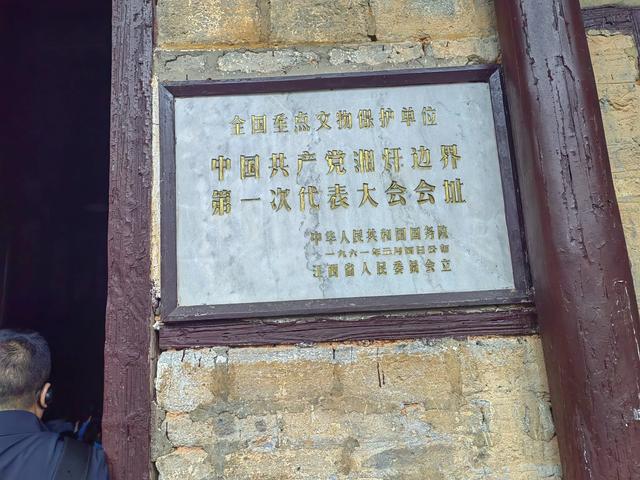 全国重点文物保护单位
中国共产党湘赣边界
第一次代表大会会址
中华人民共和国国务院
一九六一年三月四日公布
江西省人民委员会立